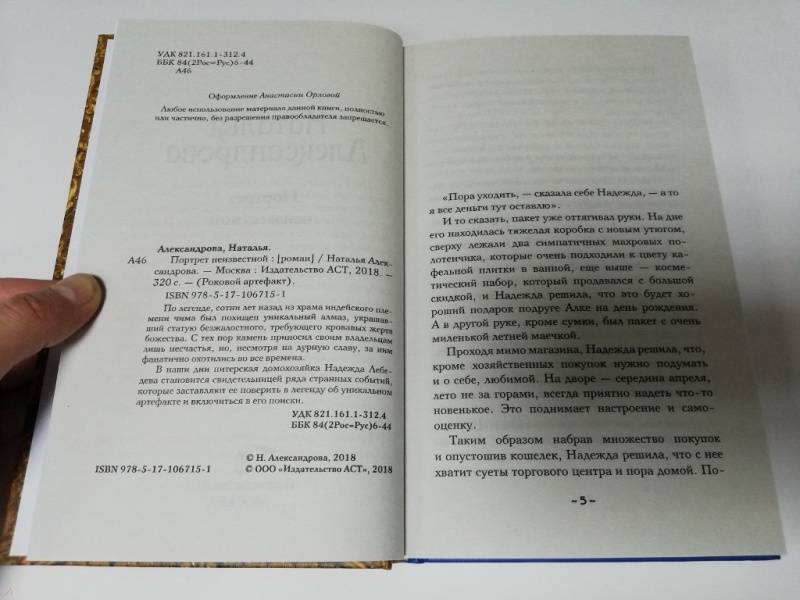 УДК 821.161.1-312.4
ББК 84(2Рос=Рус)6-44
А46
Оформление Анастасии Орловой
Любое использование материала данной книги, полностью
или частично, без разрешения правообладателя запрещается.
Александрова, Наталья.
А46 Портрет неизвестной : [роман] / Наталья Алек-
сандрова. — Москва : Издательство АСТ, 2018. —
320 с. — (Роковой артефакт).
ISBN 978-5-17-106715-1
По легенде, сотни лет назад из храма индейского пле-
мени чима был похищен уникальный алмаз, украшав-
ший статую безжалостного, требующего кровавых жертв
божества. С тех пор камень приносил своим владельцам
лишь несчастья, но, несмотря на дурную славу, за ним
фанатично охотились во все времена.
В наши дни питерская домохозяйка Надежда Лебе-
дева становится свидетельницей ряда странных событий,
которые заставляют ее поверить в легенду об уникальном
артефакте и включиться в его поиски.
УДК 821.161.1-312.4
ББК 84(2Рос=Рус)6-44
© Н. Александрова, 2018
ISBN 978-5-17-106715-1 © ООО «Издательство АСТ», 2018
«Пора уходить, — сказала себе Надежда, — а то
я все деньги тут оставлю».
И то сказать, пакет уже оттягивал руки. На дне
его находилась тяжелая коробка с новым утюгом,
сверху лежали два симпатичных махровых по-
лотенчика, которые очень подходили к цвету ка-
фельной плитки в ванной, еще выше — косме-
тический набор, который продавался с большой
скидкой, и Надежда решила, что это будет хо-
роший подарок подруге Алке на день рождения.
А в другой руке, кроме сумки, был пакет с очень
миленькой летней маечкой.
Проходя мимо магазина, Надежда решила, что,
кроме хозяйственных покупок нужно подумать
и о себе, любимой. На дворе — середина апреля,
лето не за горами, всегда приятно надеть что-то
новенькое. Это поднимает настроение и само-
оценку.
Таким образом набрав множество покупок
и опустошив кошелек, Надежда решила, что с нее
хватит суеты торгового центра и пора домой. По-
~5~